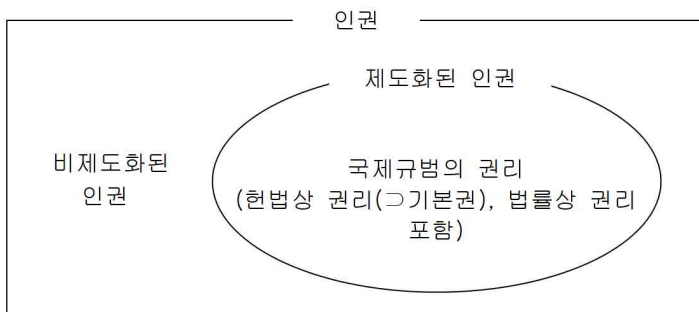 인권
제도화된 인권
비제도화된
인권
국제규범의 권리
(헌법상 권리(⊃기본권), 법률상 권리
포함)